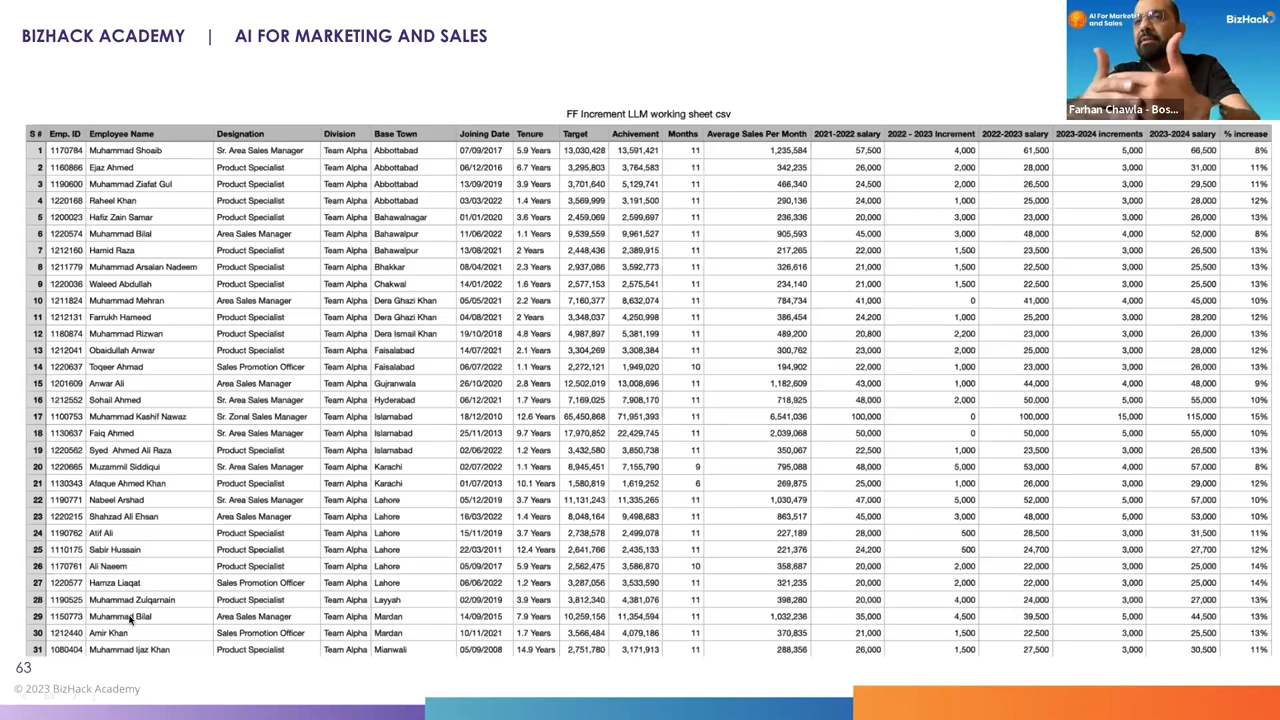 BIZHACK ACADEMY | AI FOR MARKETING AND SALES
AI For Market
and Sales
BizHack
Farhan Chawla - Bos...
FF Increment LLM working sheet csv
S # Emp. ID Employee Name Designation Division Base Town Joining Date Tenure Target Achivement Months Average Sales Per Month 2021-2022 salary 2022 - 2023 Increment 2022-2023 salary 2023-2024 increments 2023-2024 salary % increase
1 1170784 Muhammad Shoaib Sr. Area Sales Manager Team Alpha Abbottabad 07/09/2017 5.9 Years 13,030,428 13,591,421 11 1,235,584 57,500 4,000 61,500 5,000 66,500 8%
2 1160866 Ejaz Ahmed Product Specialist Team Alpha Abbottabad 06/12/2016 6.7 Years 3,295,803 3,764,583 11 342,235 26,000 2,000 28,000 3,000 31,000 11%
3 1190600 Muhammad Ziafat Gul Product Specialist Team Alpha Abbottabad 13/09/2019 3.9 Years 3,701,640 5,129,741 11 466,340 24,500 2,000 26,500 3,000 29,500 11%
4 1220168 Raheel Khan Product Specialist Team Alpha Abbottabad 03/03/2022 1.4 Years 3,569,999 3,191,500 11 290,136 24,000 1,000 25,000 3,000 28,000 12%
5 1200023 Hafiz Zain Samar Product Specialist Team Alpha Bahawalnagar 01/01/2020 3.6 Years 2,459,069 2,599,697 11 236,336 20,000 3,000 23,000 3,000 26,000 13%
6 1220574 Muhammad Bilal Area Sales Manager Team Alpha Bahawalpur 11/06/2022 1.1 Years 9,539,559 9,961,527 11 905,593 45,000 3,000 48,000 4,000 52,000 8%
7 1212160 Hamid Raza Product Specialist Team Alpha Bahawalpur 13/08/2021 2 Years 2,448,436 2,389,915 11 217,265 22,000 1,500 23,500 3,000 26,500 13%
8 1211779 Muhammad Arsalan Nadeem Product Specialist Team Alpha Bhakkar 08/04/2021 2.3 Years 2,937,086 3,592,773 11 326,616 21,000 1,500 22,500 3,000 25,500 13%
9 1220036 Waleed Abdullah Product Specialist Team Alpha Chakwal 14/01/2022 1.6 Years 2,577,153 2,575,541 11 234,140 21,000 1,500 22,500 3,000 25,500 13%
10 1211824 Muhammad Mehran Area Sales Manager Team Alpha Dera Ghazi Khan 05/05/2021 2.2 Years 7,160,377 8,632,074 11 784,734 41,000 0 41,000 4,000 45,000 10%
11 1212131 Farrukh Hameed Product Specialist Team Alpha Dera Ghazi Khan 04/08/2021 2 Years 3,348,037 4,250,998 11 386,454 24,200 1,000 25,200 3,000 28,200 12%
12 1180874 Muhammad Rizwan Product Specialist Team Alpha Dera Ismail Khan 19/10/2018 4.8 Years 4,987,897 5,381,199 11 489,200 20,800 2,200 23,000 3,000 26,000 13%
13 1212041 Obaidullah Anwar Product Specialist Team Alpha Faisalabad 14/07/2021 2.1 Years 3,304,269 3,308,384 11 300,762 23,000 2,000 25,000 3,000 28,000 12%
14 1220637 Toqeer Ahmad Sales Promotion Officer Team Alpha Faisalabad 06/07/2022 1.1 Years 2,272,121 1,949,020 10 194,902 22,000 1,000 23,000 3,000 26,000 13%
15 1201609 Anwar Ali Area Sales Manager Team Alpha Gujranwala 26/10/2020 2.8 Years 12,502,019 13,008,696 11 1,182,609 43,000 1,000 44,000 4,000 48,000 9%
16 1212552 Sohail Ahmed Sr. Area Sales Manager Team Alpha Hyderabad 06/12/2021 1.7 Years 7,169,025 7,908,170 11 718,925 48,000 2,000 50,000 5,000 55,000 10%
17 1100753 Muhammad Kashif Nawaz Sr. Zonal Sales Manager Team Alpha Islamabad 18/12/2010 12.6 Years 65,450,868 71,951,393 11 6,541,036 100,000 0 100,000 15,000 115,000 15%
18 1130637 Faiq Ahmed Sr. Area Sales Manager Team Alpha Islamabad 25/11/2013 9.7 Years 17,970,852 22,429,745 11 2,039,068 50,000 0 50,000 5,000 55,000 10%
19 1220562 Syed Ahmed Ali Raza Product Specialist Team Alpha Islamabad 02/06/2022 1.2 Years 3,432,580 3,850,738 11 350,067 22,500 1,000 23,500 3,000 26,500 13%
20 1220665 Muzammil Siddiqui Sr. Area Sales Manager Team Alpha Karachi 02/07/2022 1.1 Years 8,945,451 7,155,790 9 795,088 48,000 5,000 53,000 4,000 57,000 8%
21 1130343 Afaque Ahmed Khan Product Specialist Team Alpha Karachi 01/07/2013 10.1 Years 1,580,819 1,619,252 6 269,875 25,000 1,000 26,000 3,000 29,000 12%
22 1190771 Nabeel Arshad Sr. Area Sales Manager Team Alpha Lahore 05/12/2019 3.7 Years 11,131,243 11,335,265 11 1,030,479 47,000 5,000 52,000 5,000 57,000 10%
23 1220215 Shahzad Ali Ehsan Area Sales Manager Team Alpha Lahore 16/03/2022 1.4 Years 8,048,164 9,498,683 11 863,517 45,000 3,000 48,000 5,000 53,000 10%
24 1190762 Atif Ali Product Specialist Team Alpha Lahore 15/11/2019 3.7 Years 2,738,578 2,499,078 11 227,189 28,000 500 28,500 3,000 31,500 11%
25 1110175 Sabir Hussain Product Specialist Team Alpha Lahore 22/03/2011 12.4 Years 2,641,766 2,435,133 11 221,376 24,200 500 24,700 3,000 27,700 12%
26 1170761 Ali Naeem Product Specialist Team Alpha Lahore 05/09/2017 5.9 Years 2,562,475 3,586,870 10 358,687 20,000 2,000 22,000 3,000 25,000 14%
27 1220577 Hamza Liaqat Sales Promotion Officer Team Alpha Lahore 06/06/2022 1.2 Years 3,287,056 3,533,590 11 321,235 20,000 2,000 22,000 3,000 25,000 14%
28 1190525 Muhammad Zulqarnain Product Specialist Team Alpha Layyah 02/09/2019 3.9 Years 3,812,340 4,381,076 11 398,280 20,000 4,000 24,000 3,000 27,000 13%
29 1150773 Muhammad Bilal Area Sales Manager Team Alpha Mardan 14/09/2015 7.9 Years 10,259,156 11,354,594 11 1,032,236 35,000 4,500 39,500 5,000 44,500 13%
30 1212440 Amir Khan Sales Promotion Officer Team Alpha Mardan 10/11/2021 1.7 Years 3,566,484 4,079,186 11 370,835 21,000 1,500 22,500 3,000 25,500 13%
31 1080404 Muhammad Ijaz Khan Product Specialist Team Alpha Mianwali 05/09/2008 14.9 Years 2,751,780 3,171,913 11 288,356 26,000 1,500 27,500 3,000 30,500 11%
63
© 2023 BizHack Academy